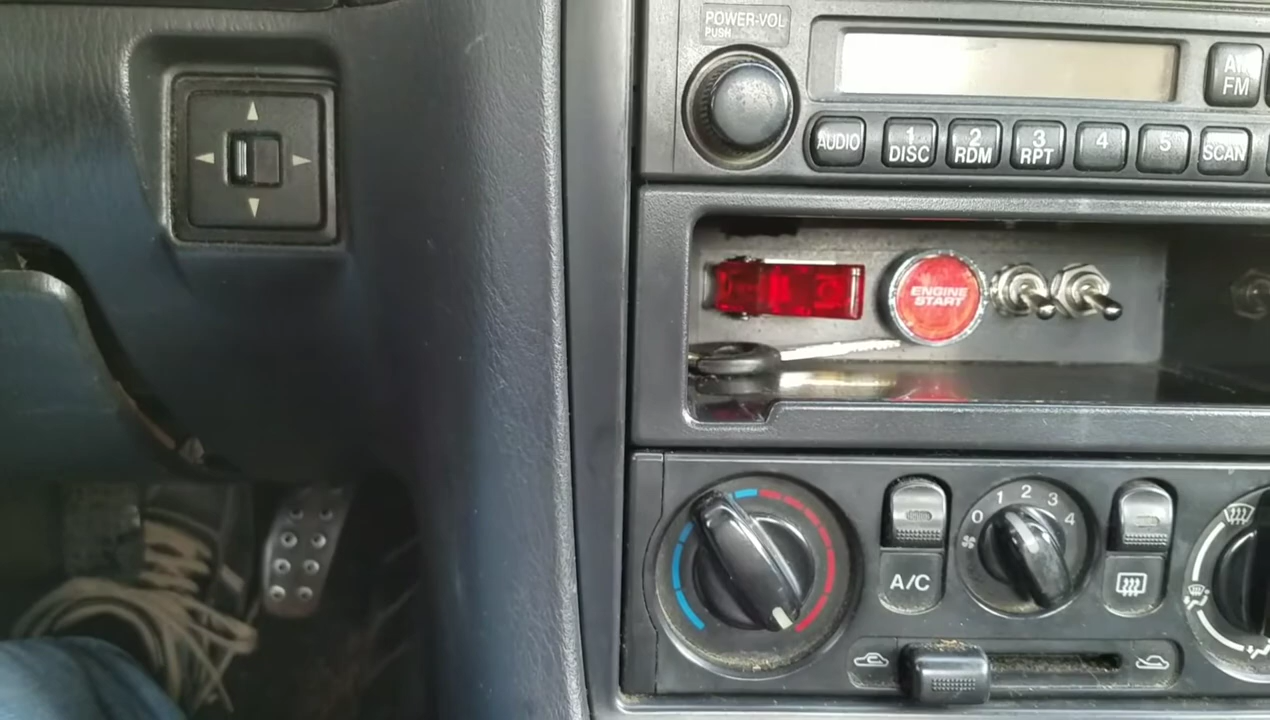 POWER-VOL
PUSH
AM
FM
AUDIO
1
DISC
2
RDM
3
RPT
4
5
SCAN
ENGINE
START
0 1 2 3 4
A/C